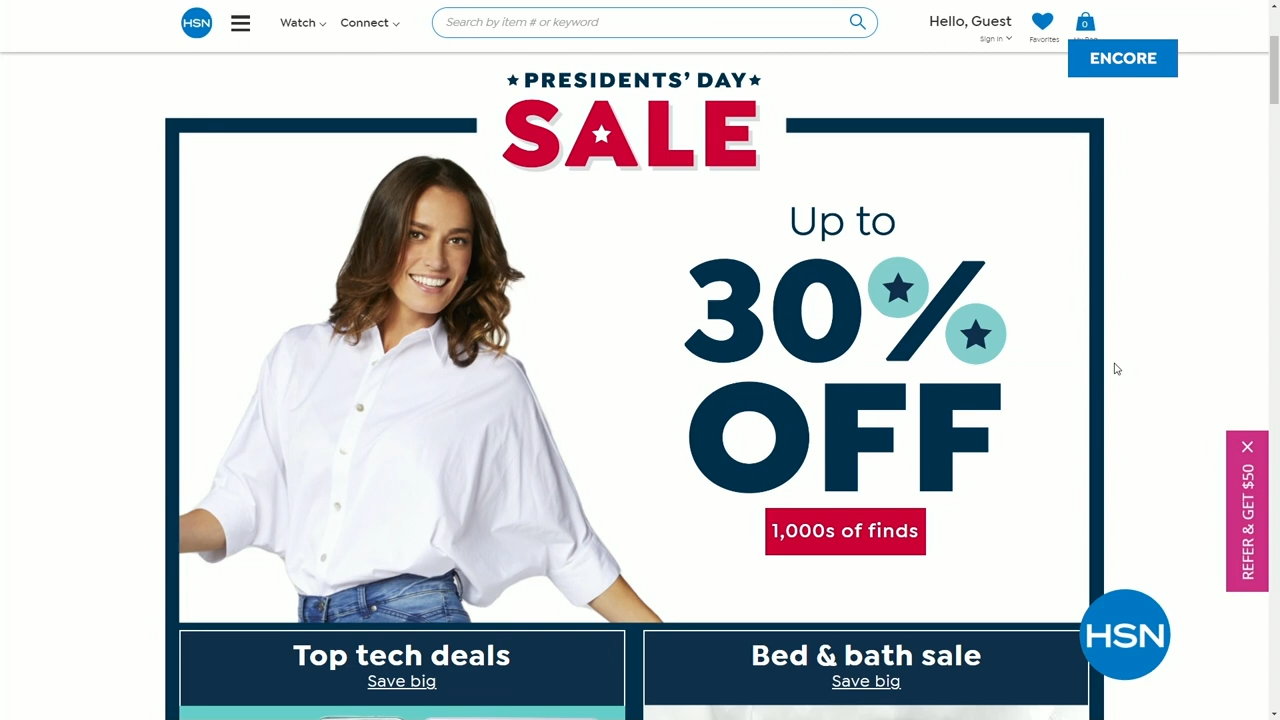 HSN
Watch
Connect
Search by item # or keyword
Hello, Guest
Sign In
Favorites
0
ENCORE
PRESIDENTS' DAY
SALE
Up to
30%
OFF
1,000s of finds
REFER & GET $50
Top tech deals
Save big
Bed & bath sale
Save big
HSN